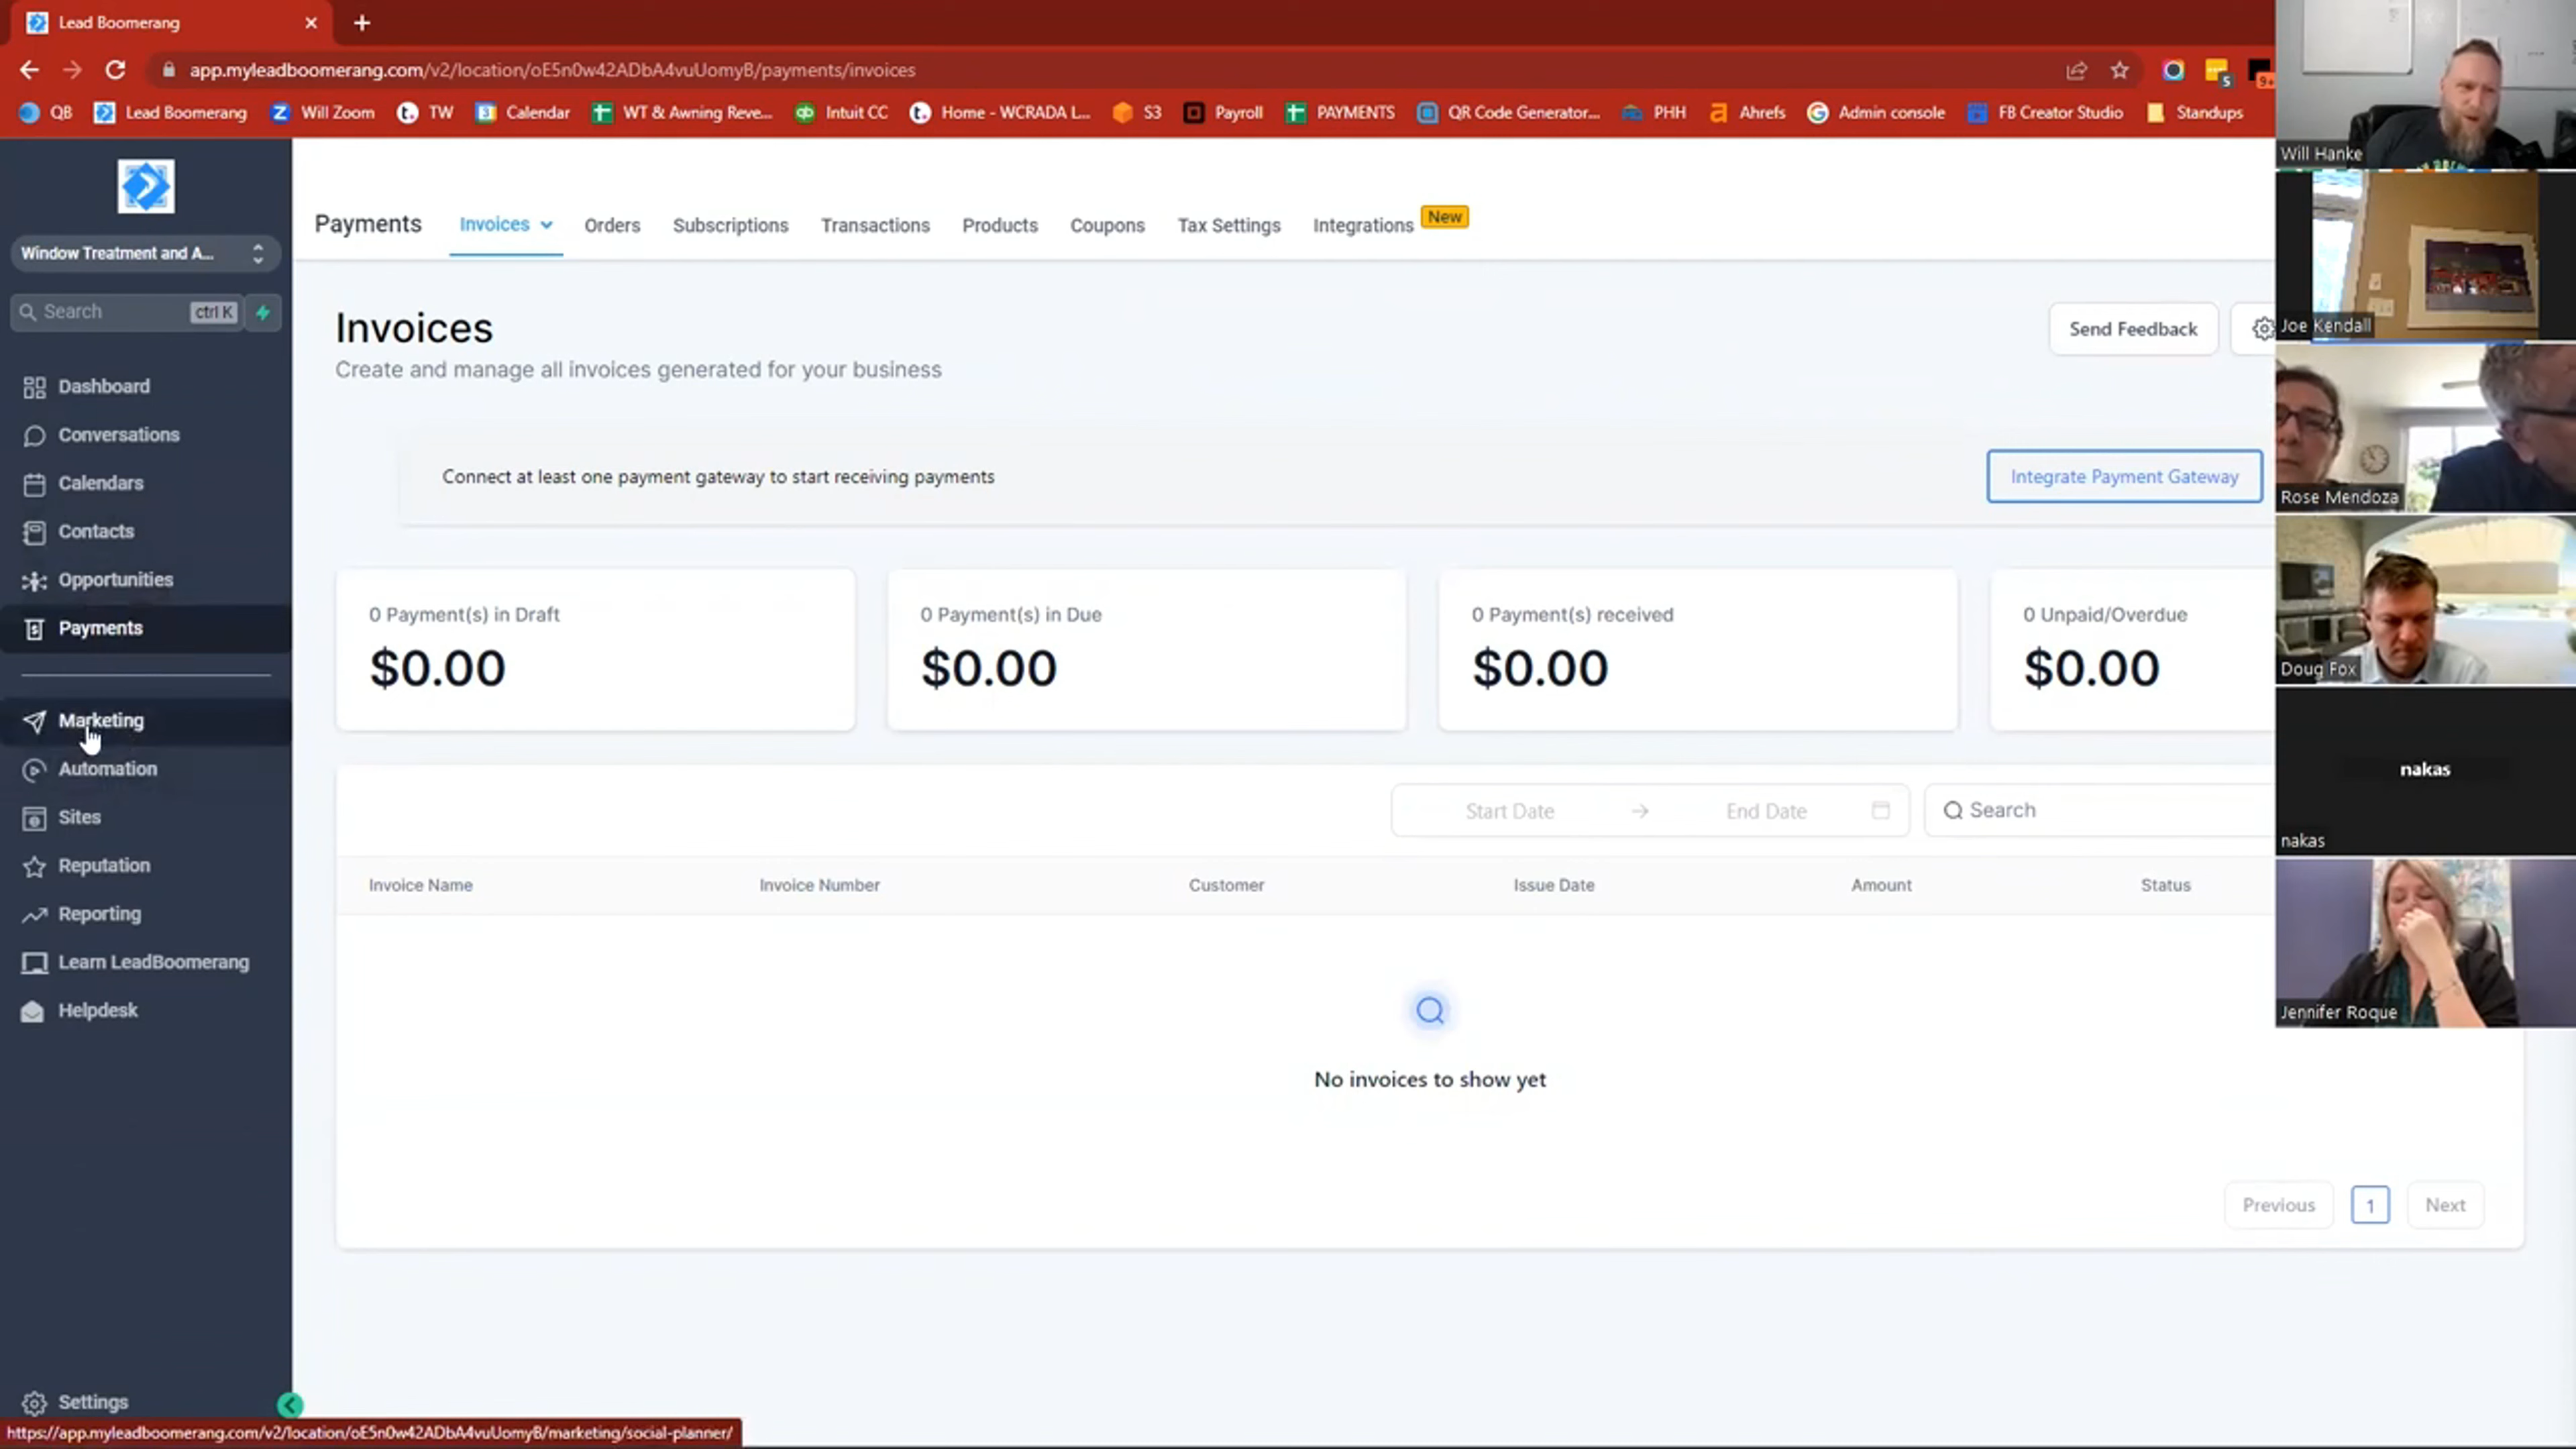 Lead Boomerang
app.myleadboomerang.com/v2/location/oE5n0w42ADbA4vuUomyB/payments/invoices
5
9+
QB
Lead Boomerang
Will Zoom
TW
Calendar
WT & Awning Reve...
Intuit CC
Home - WCRADA L...
S3
Payroll
PAYMENTS
QR Code Generator...
PHH
Ahrefs
Admin console
FB Creator Studio
Standups
Window Treatment and A...
Search
ctrl K
Dashboard
Conversations
Calendars
Contacts
Opportunities
Payments
Marketing
Automation
Sites
Reputation
Reporting
Learn LeadBoomerang
Helpdesk
Settings
Payments
Invoices
Orders
Subscriptions
Transactions
Products
Coupons
Tax Settings
Integrations
New
Invoices
Create and manage all invoices generated for your business
Send Feedback
Connect at least one payment gateway to start receiving payments
Integrate Payment Gateway
0 Payment(s) in Draft
$0.00
0 Payment(s) in Due
$0.00
0 Payment(s) received
$0.00
0 Unpaid/Overdue
$0.00
Start Date
End Date
Search
Invoice Name
Invoice Number
Customer
Issue Date
Amount
Status
No invoices to show yet
Previous
1
Next
Will Hanke
Joe Kendall
Rose Mendoza
Doug Fox
nakas
nakas
Jennifer Roque
https://app.myleadboomerang.com/v2/location/oE5n0w42ADbA4vuUomyB/marketing/social-planner/